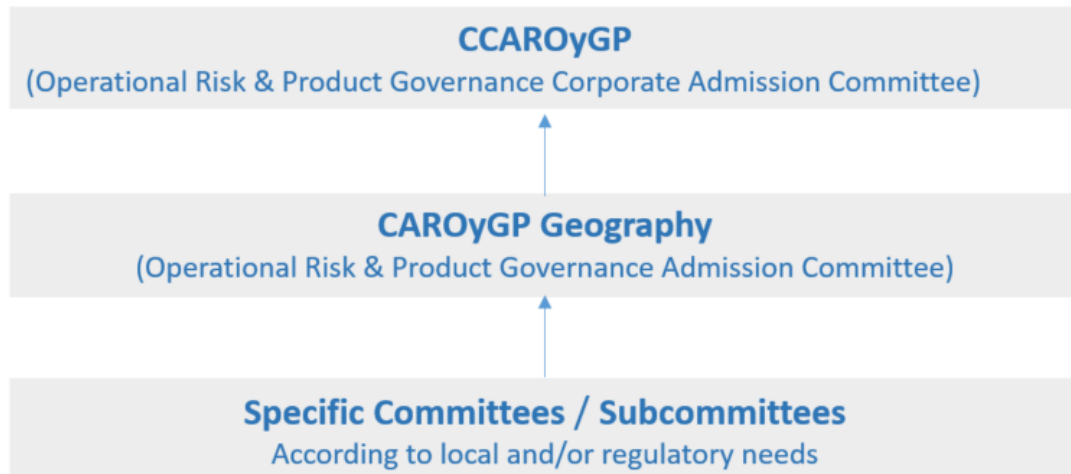 CCAROyGP
(Operational Risk & Product Governance Corporate Admission Committee)
CAROyGP Geography
(Operational Risk & Product Governance Admission Committee)
Specific Committees / Subcommittees
According to local and/or regulatory needs